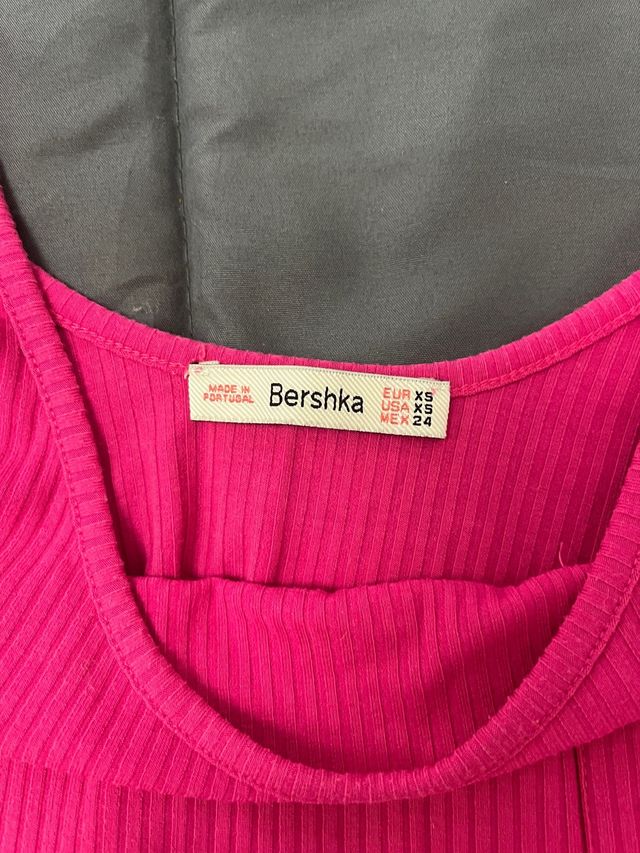 MADE IN
PORTUGAL
Bershka
EUR XS
USA XS
MEX 24